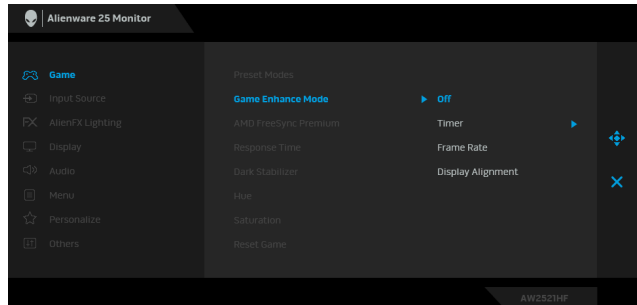 Alienware 25 Monitor
Game
Input Source
AlienFX Lighting
Display
Audio
Menu
Personalize
Others
Preset Modes
Game Enhance Mode
AMD FreeSync Premium
Response Time
Dark Stabilizer
Hue
Saturation
Reset Game
Off
Timer
Frame Rate
Display Alignment
AW2521HF